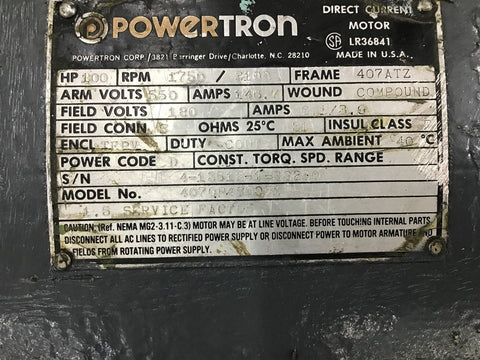 POWERTRON
DIRECT CURRENT
MOTOR
SA LR36841
POWERTRON CORP./3821 Barringer Drive/Charlotte, N.C. 28210 MADE IN U.S.A.
HP 100 RPM 1750 / FRAME 407ATZ
ARM VOLTS 550 AMPS WOUND COMPOUND
FIELD VOLTS AMPS
FIELD CONN. OHMS 25°C INSUL CLASS
ENCL DUTY CONT MAX AMBIENT 40 °C
POWER CODE D CONST. TORQ. SPD. RANGE
S/N
MODEL No.
SERVICE
CAUTION: (Ref. NEMA MG2-3.11-C.3) MOTOR MAY BE AT LINE VOLTAGE. BEFORE TOUCHING INTERNAL PARTS
DISCONNECT ALL AC LINES TO RECTIFIED POWER SUPPLY OR DISCONNECT POWER TO MOTOR ARMATURE AND
FIELDS FROM ROTATING POWER SUPPLY.